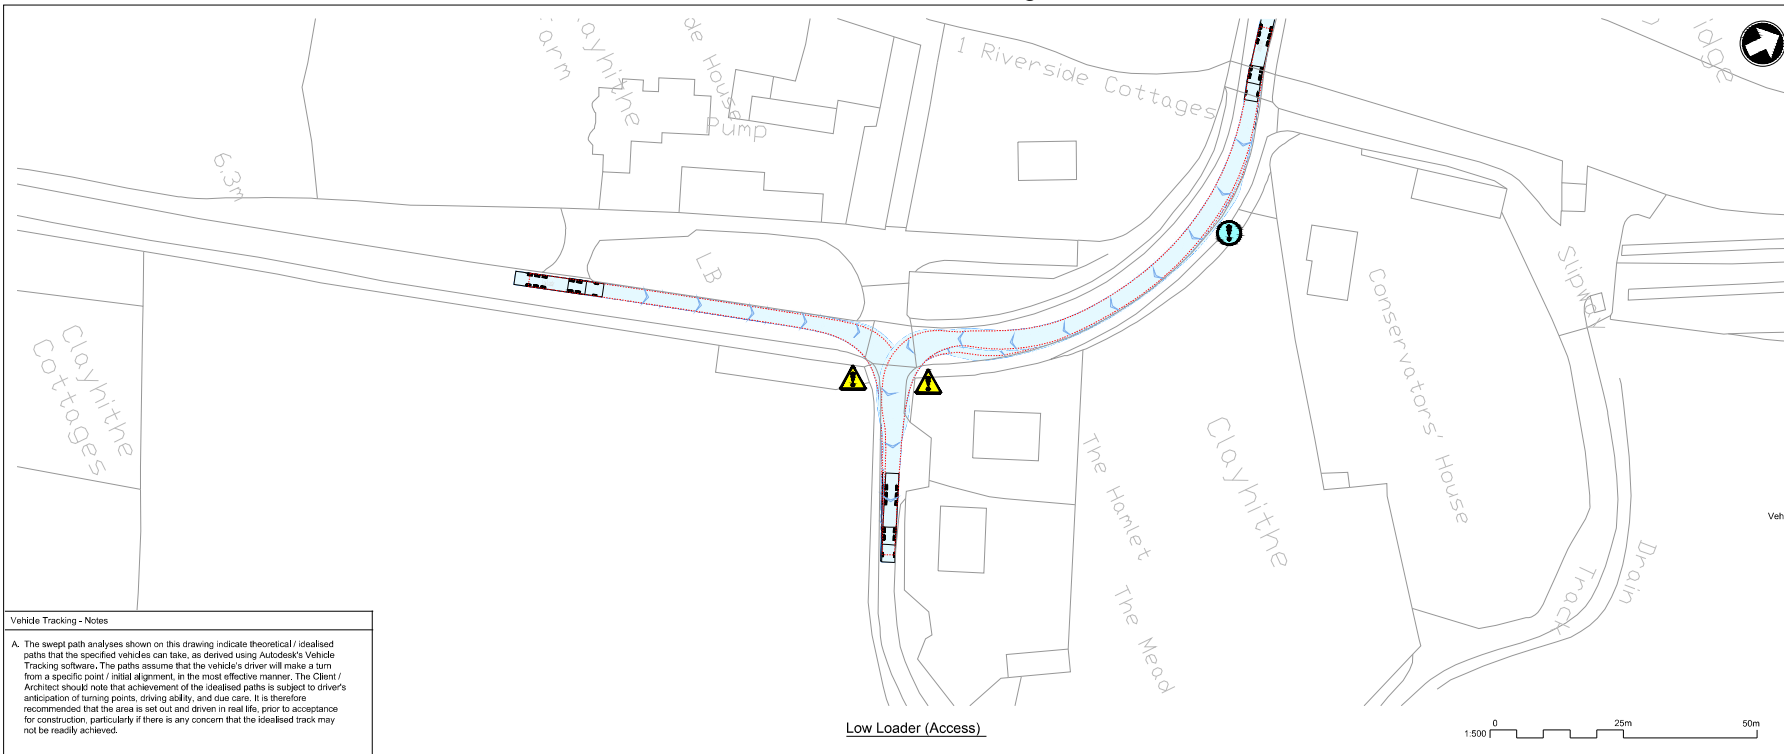 1 Riverside Cottages
Pump
6.3m
LB
Clayhithe
Cottages
Conservators' House
Slipway
Clayhithe
The Hamlet
The Mead
Drain
Track
Veh
Vehicle Tracking - Notes
A. The swept path analyses shown on this drawing indicate theoretical / idealised
paths that the specified vehicles can take, as derived using Autodesk's Vehicle
Tracking software. The paths assume that the vehicle's driver will make a turn
from a specific point / initial alignment, in the most effective manner. The Client /
Architect should note that achievement of the idealised paths is subject to driver's
anticipation of turning points, driving ability, and due care. It is therefore
recommended that the area is set out and driven in real life, prior to acceptance
for construction, particularly if there is any concern that the idealised track may
not be readily achieved.
Low Loader (Access)
1:500
0 25m 50m